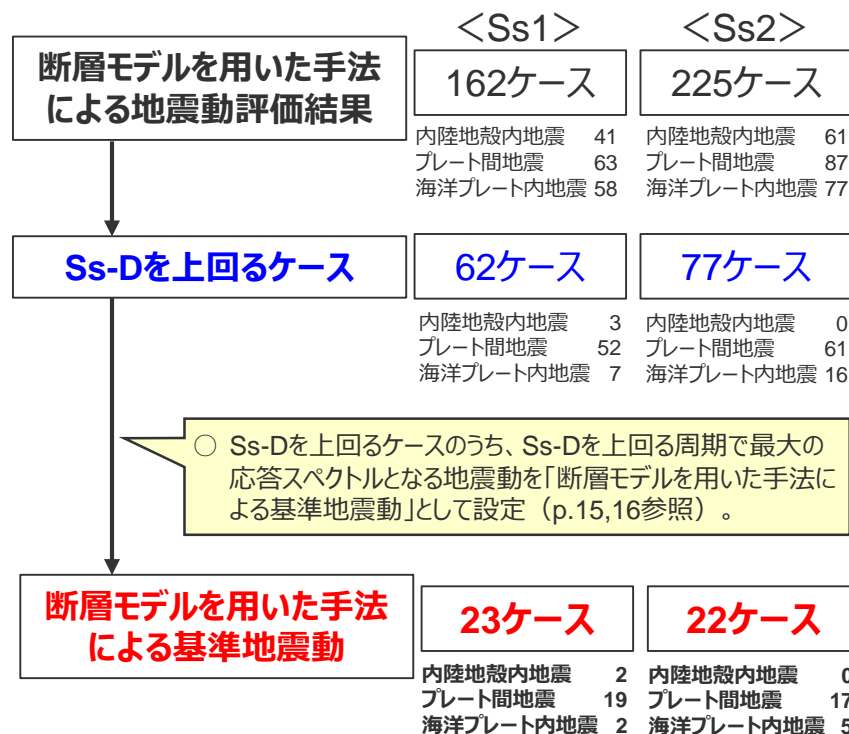 <Ss1>
<Ss2>
断層モデルを用いた手法
による地震動評価結果
162ケース
225ケース
内陸地殻内地震 41
プレート間地震 63
海洋プレート内地震 58
内陸地殻内地震 61
プレート間地震 87
海洋プレート内地震 77
Ss-Dを上回るケース
62ケース
77ケース
内陸地殻内地震 3
プレート間地震 52
海洋プレート内地震 7
内陸地殻内地震 0
プレート間地震 61
海洋プレート内地震 16
○ Ss-Dを上回るケースのうち、Ss-Dを上回る周期で最大の
応答スペクトルとなる地震動を「断層モデルを用いた手法に
よる基準地震動」として設定（p.15,16参照）。
断層モデルを用いた手法
による基準地震動
23ケース
22ケース
内陸地殻内地震 2
プレート間地震 19
海洋プレート内地震 2
内陸地殻内地震 0
プレート間地震 17
海洋プレート内地震 5